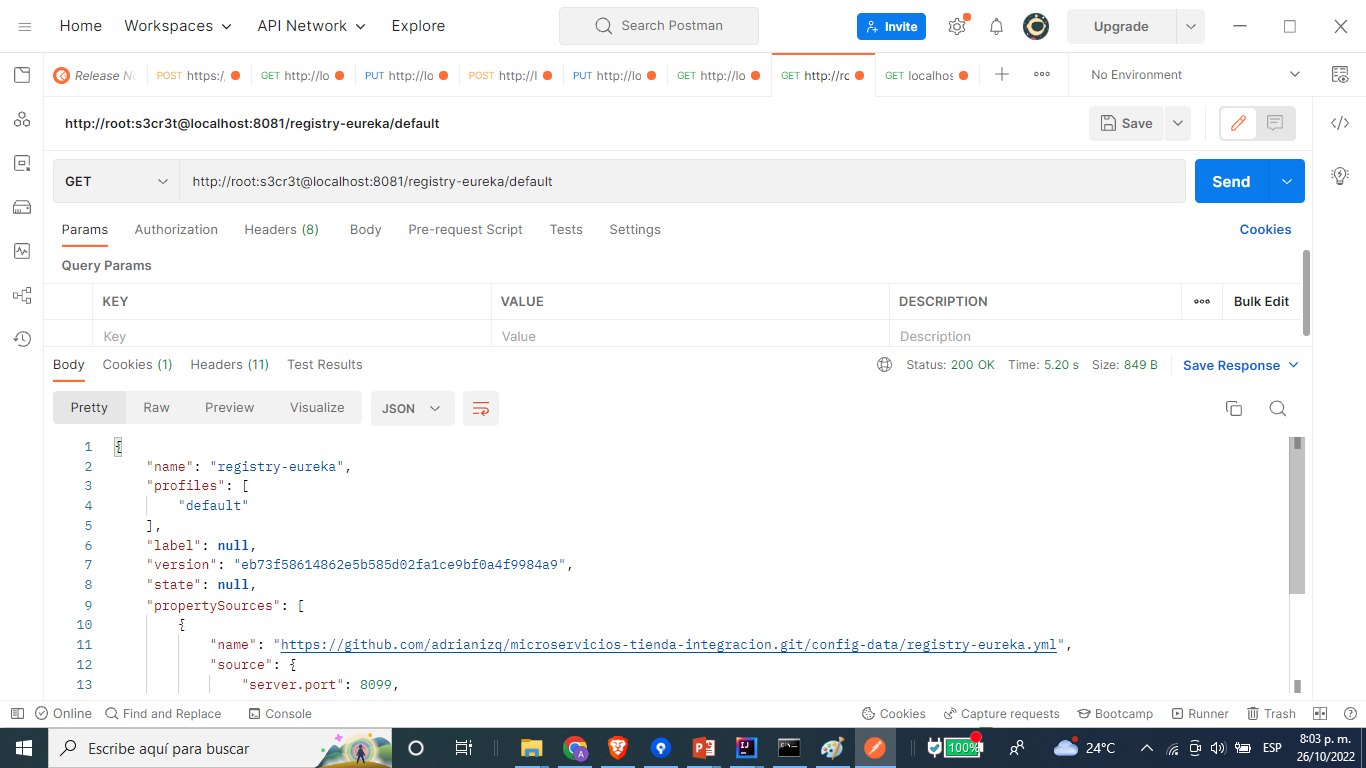 Home Workspaces API Network Explore Search Postman Invite Upgrade
Release No POST https:/ GET http://lo PUT http://lo POST http://l PUT http://lo GET http://lo GET http://ro GET localhos No Environment
http://root:s3cr3t@localhost:8081/registry-eureka/default Save
GET http://root:s3cr3t@localhost:8081/registry-eureka/default Send
Params Authorization Headers (8) Body Pre-request Script Tests Settings Cookies
Query Params
KEY VALUE DESCRIPTION Bulk Edit
Key Value Description
Body Cookies (1) Headers (11) Test Results Status: 200 OK Time: 5.20 s Size: 849 B Save Response
Pretty Raw Preview Visualize JSON
1 {
2 "name": "registry-eureka",
3 "profiles": [
4 "default"
5 ],
6 "label": null,
7 "version": "eb73f58614862e5b585d02fa1ce9bf0a4f9984a9",
8 "state": null,
9 "propertySources": [
10 {
11 "name": "https://github.com/adrianizq/microservicios-tienda-integracion.git/config-data/registry-eureka.yml",
12 "source": {
13 "server.port": 8099,
Online Find and Replace Console Cookies Capture requests Bootcamp Runner Trash
Escribe aquí para buscar 100% 24°C ESP 8:03 p. m.
26/10/2022